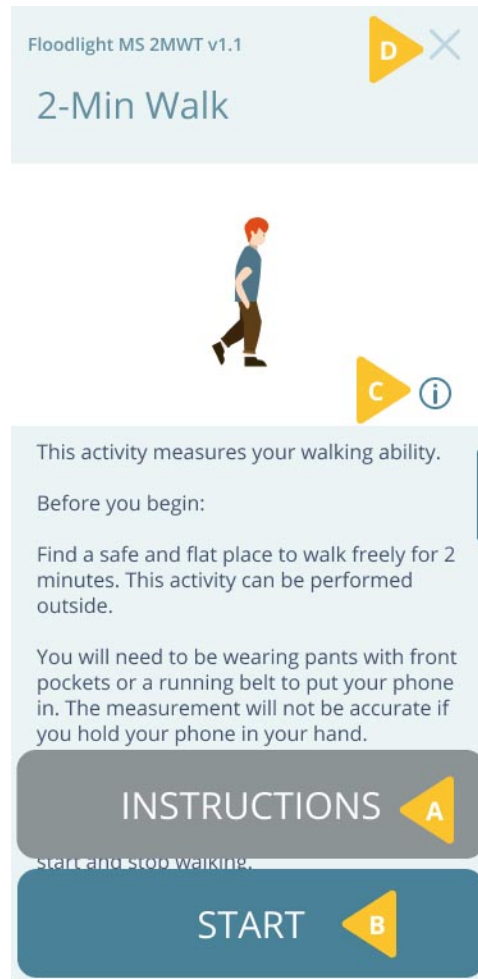 Floodlight MS 2MWT v1.1
D
2-Min Walk
C
This activity measures your walking ability.
Before you begin:
Find a safe and flat place to walk freely for 2
minutes. This activity can be performed
outside.
You will need to be wearing pants with front
pockets or a running belt to put your phone
in. The measurement will not be accurate if
you hold your phone in your hand.
INSTRUCTIONS
A
start and stop walking.
START
B